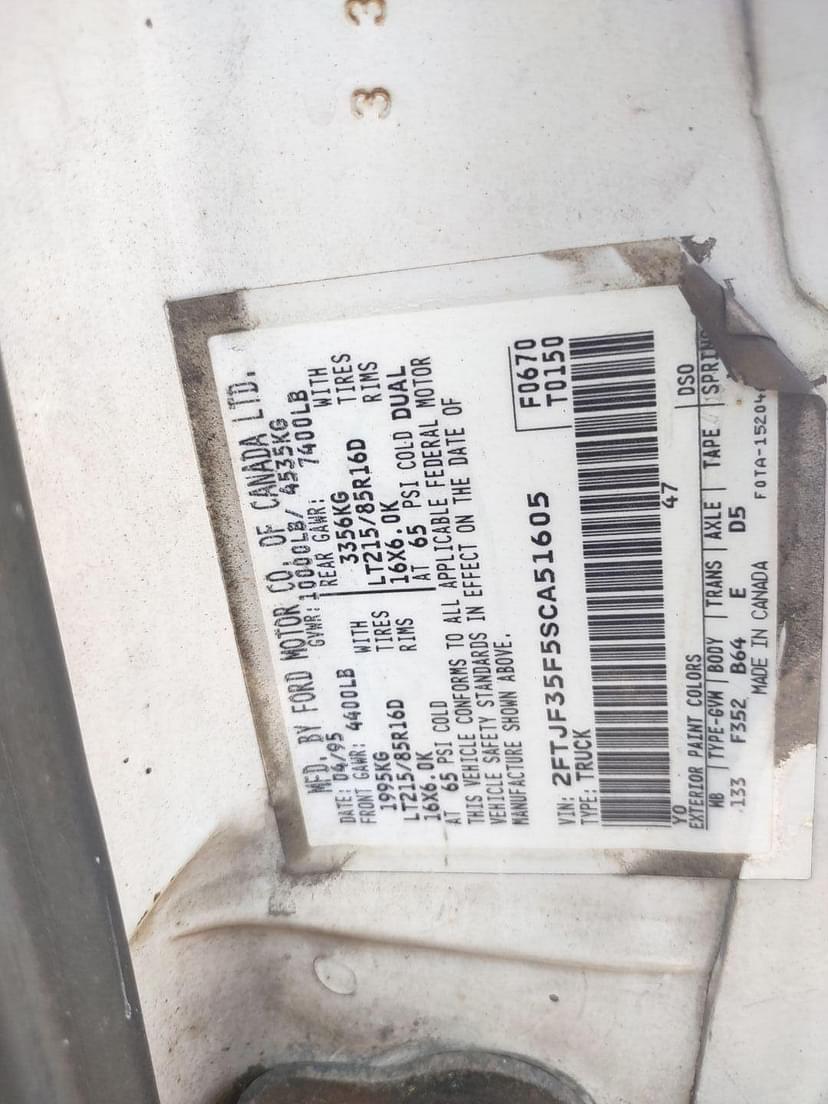 3 3
MFD. BY FORD MOTOR CO. OF CANADA LTD.
DATE: 04/95 GVWR: 10000LB/ 4535KG
FRONT GAWR: 4400LB REAR GAWR: 7400LB
1995KG WITH 3356KG WITH
LT215/85R16D TIRES LT215/85R16D TIRES
16X6.0K RIMS 16X6.0K RIMS
AT 65 PSI COLD AT 65 PSI COLD DUAL
THIS VEHICLE CONFORMS TO ALL APPLICABLE FEDERAL MOTOR
VEHICLE SAFETY STANDARDS IN EFFECT ON THE DATE OF
MANUFACTURE SHOWN ABOVE.
F0670
VIN: 2FTJF35F5SCA51605 T0150
TYPE: TRUCK
YO 47
EXTERIOR PAINT COLORS DSO
WB TYPE-GVW BODY TRANS AXLE TAPE SPRING
133 F352 B64 E D5
MADE IN CANADA F0TA-15204